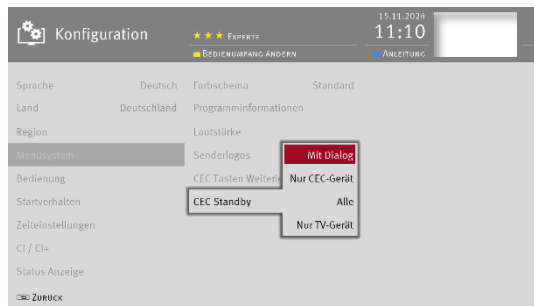 Konfiguration
★★★ EXPERTE
BEDIENUMFANG ÄNDERN
15.11.2024
11:10
ANLEITUNG
Sprache Deutsch
Land Deutschland
Region
Menüsystem
Bedienung
Startverhalten
Zeiteinstellungen
CI / CI+
Status Anzeige
ZURÜCK
Farbschema Standard
Programminformationen
Lautstärke
Senderlogos
CEC Tasten
CEC Standby
Mit Dialog
Nur CEC-Gerät
Alle
Nur TV-Gerät